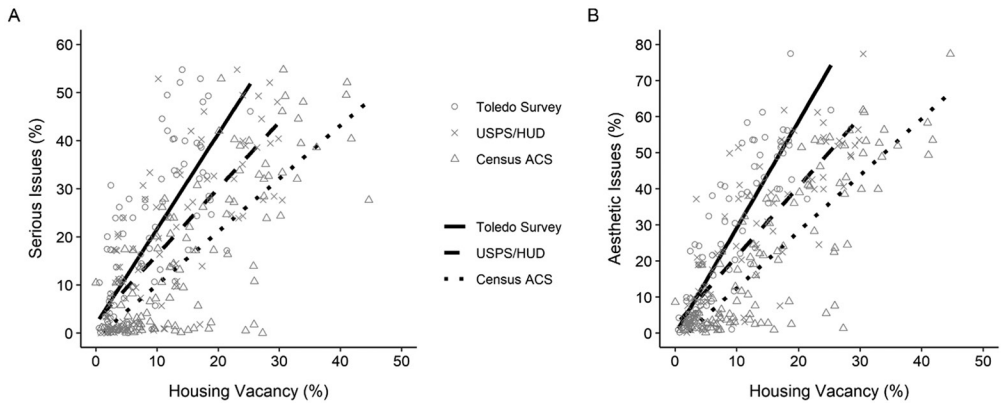 A
B
Serious Issues (%)
60
50
40
30
20
10
0
0 10 20 30 40 50
Housing Vacancy (%)
Toledo Survey
USPS/HUD
Census ACS
Toledo Survey
USPS/HUD
Census ACS
Aesthetic Issues (%)
80
70
60
50
40
30
20
10
0
0 10 20 30 40 50
Housing Vacancy (%)